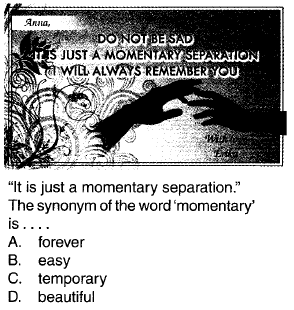 Anna,
DO NOT BE SAD
IT IS JUST A MOMENTARY SEPARATION
I WILL ALWAYS REMEMBER YOU
"It is just a momentary separation."
The synonym of the word 'momentary'
is . . . .
A. forever
B. easy
C. temporary
D. beautiful